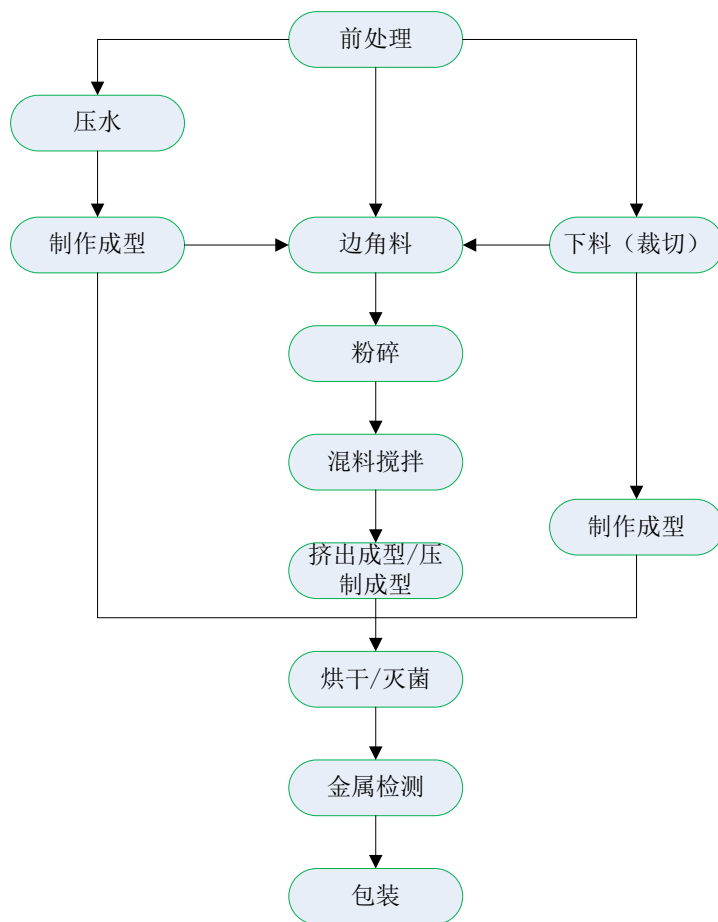 前处理
压水
制作成型
边角料
下料（裁切）
粉碎
混料搅拌
制作成型
挤出成型/压
制成型
烘干/灭菌
金属检测
包装